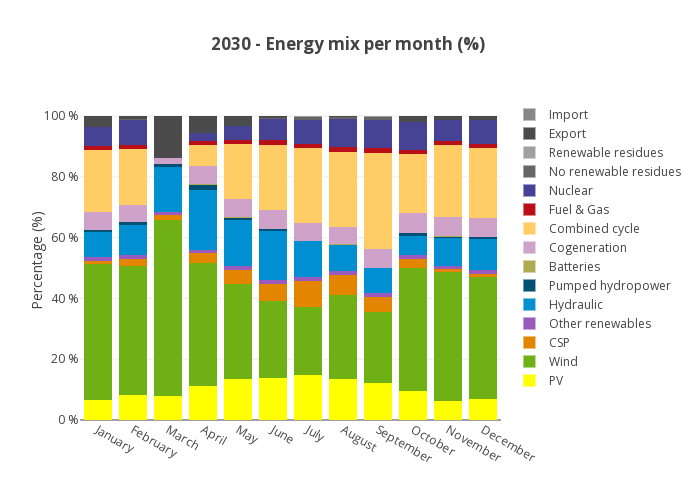 2030 - Energy mix per month (%)
Percentage (%)
100 %
80 %
60 %
40 %
20 %
0 %
January
February
March
April
May
June
July
August
September
October
November
December
Import
Export
Renewable residues
No renewable residues
Nuclear
Fuel & Gas
Combined cycle
Cogeneration
Batteries
Pumped hydropower
Hydraulic
Other renewables
CSP
Wind
PV